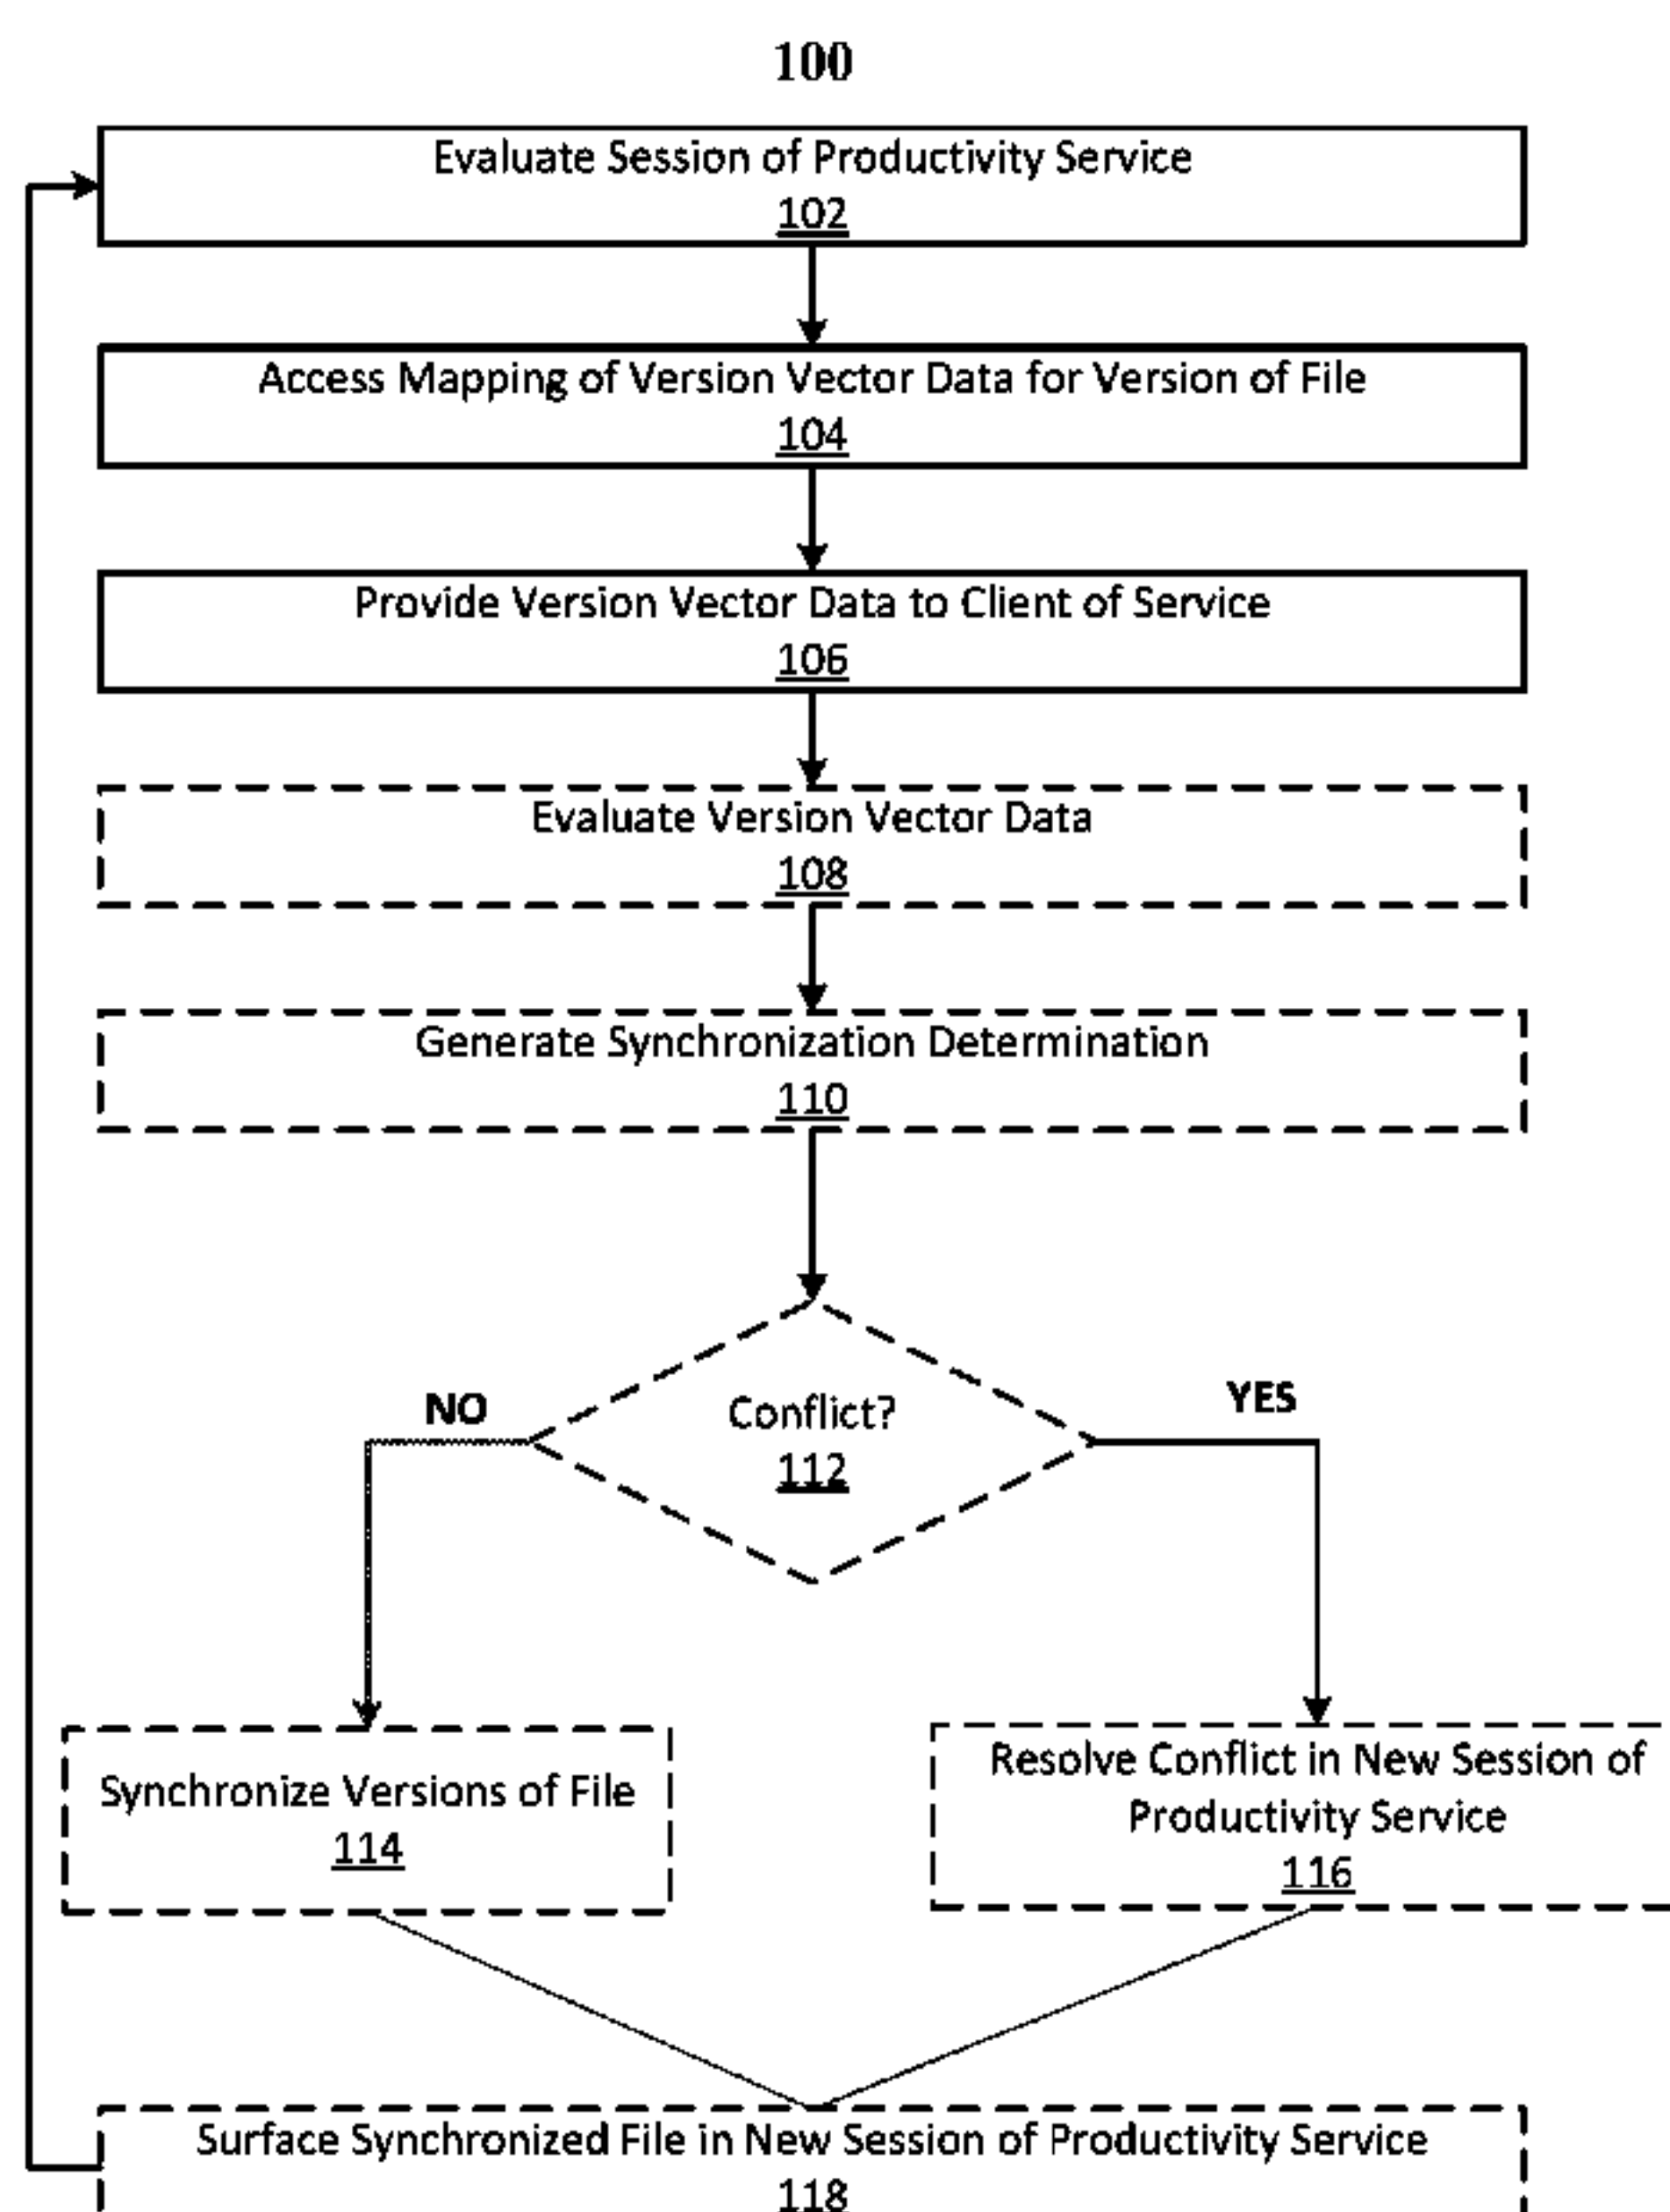 100
Evaluate Session of Productivity Service
102
Access Mapping of Version Vector Data for Version of File
104
Provide Version Vector Data to Client of Service
106
Evaluate Version Vector Data
108
Generate Synchronization Determination
110
Conflict?
112
NO
YES
Synchronize Versions of File
114
Resolve Conflict in New Session of
Productivity Service
116
Surface Synchronized File in New Session of Productivity Service
118